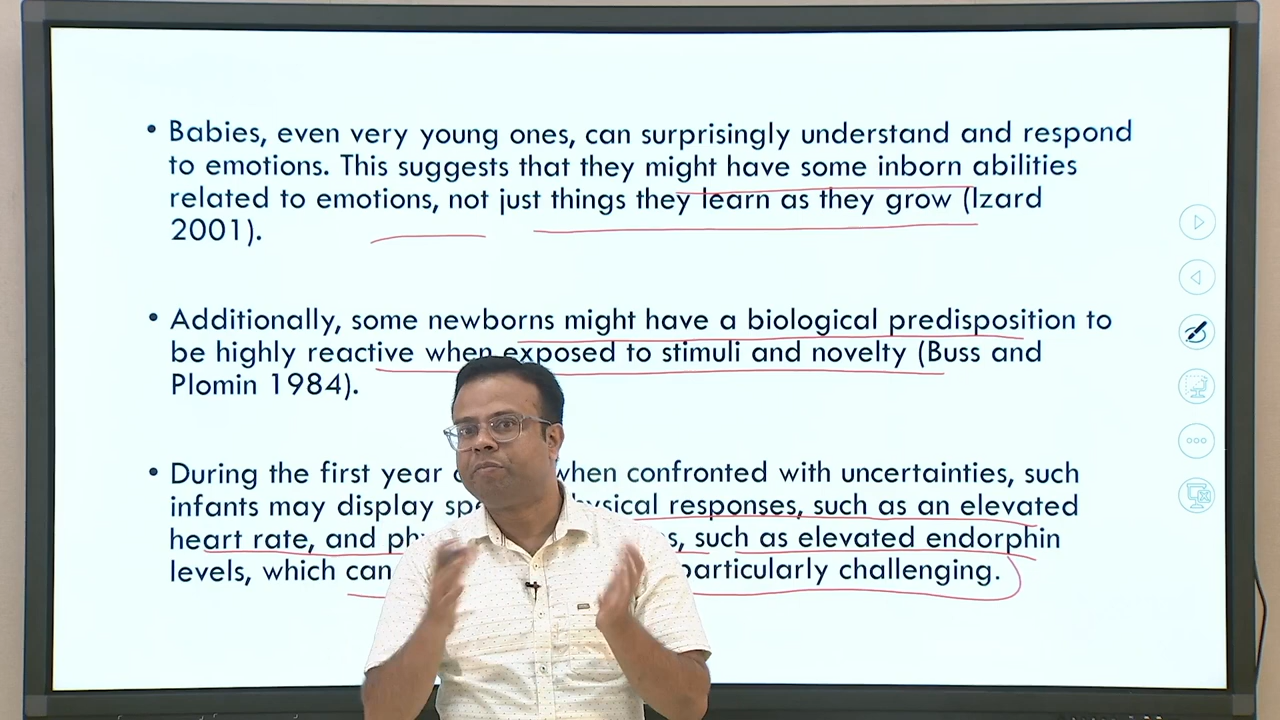 • Babies, even very young ones, can surprisingly understand and respond
to emotions. This suggests that they might have some inborn abilities
related to emotions, not just things they learn as they grow (Izard
2001).
• Additionally, some newborns might have a biological predisposition to
be highly reactive when exposed to stimuli and novelty (Buss and
Plomin 1984).
• During the first year when confronted with uncertainties, such
infants may display responses, such as an elevated
heart rate, and such as elevated endorphin
levels, which can particularly challenging.